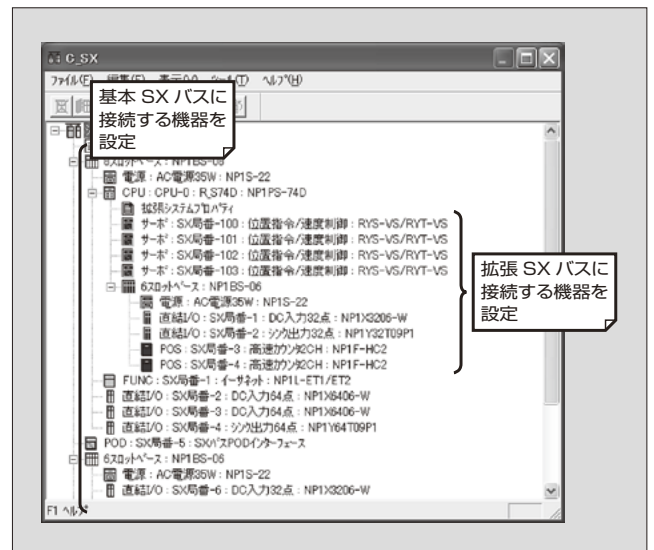 C_SX
ファイル(F) 編集(E) 表示(V) ツール(T) ヘルプ(H)
基本 SX バスに
接続する機器を
設定
6スロットベース : NP1BS-06
電源 : AC電源35W : NP1S-22
CPU : CPU-0 : R_S74D : NP1PS-74D
拡張システムプロパティ
サーボ : SX局番-100 : 位置指令/速度制御 : RYS-VS/RYT-VS
サーボ : SX局番-101 : 位置指令/速度制御 : RYS-VS/RYT-VS
サーボ : SX局番-102 : 位置指令/速度制御 : RYS-VS/RYT-VS
サーボ : SX局番-103 : 位置指令/速度制御 : RYS-VS/RYT-VS
6スロットベース : NP1BS-06
電源 : AC電源35W : NP1S-22
直結I/O : SX局番-1 : DC入力32点 : NP1X3206-W
直結I/O : SX局番-2 : シンク出力32点 : NP1Y32T09P1
POS : SX局番-3 : 高速カウンタ2CH : NP1F-HC2
POS : SX局番-4 : 高速カウンタ2CH : NP1F-HC2
拡張 SX バスに
接続する機器を
設定
FUNC : SX局番-1 : イーサネット : NP1L-ET1/ET2
直結I/O : SX局番-2 : DC入力64点 : NP1X6406-W
直結I/O : SX局番-3 : DC入力64点 : NP1X6406-W
直結I/O : SX局番-4 : シンク出力64点 : NP1Y64T09P1
POD : SX局番-5 : SXバスPODインターフェース
6スロットベース : NP1BS-06
電源 : AC電源35W : NP1S-22
直結I/O : SX局番-6 : DC入力32点 : NP1X3206-W
F1 ヘルプ